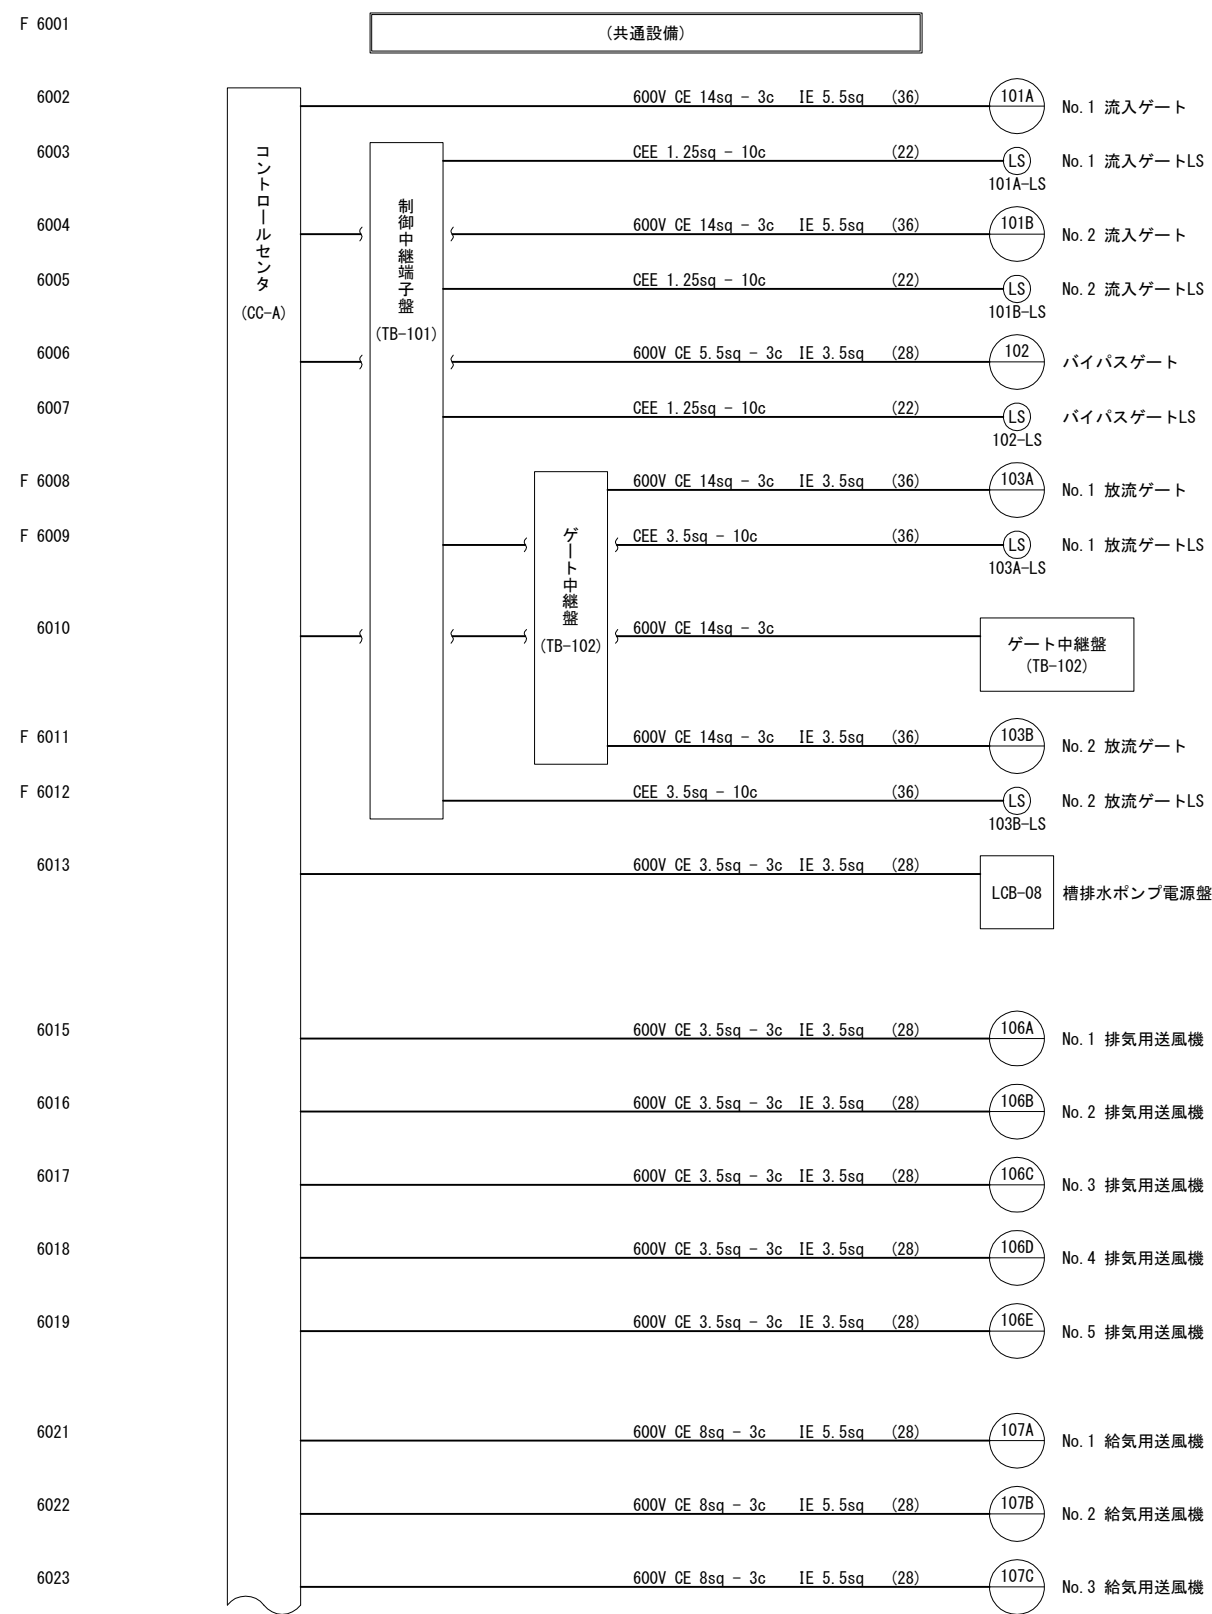 F 6001
(共通設備)
コントロールセンタ
(CC-A)
制御中継端子盤
(TB-101)
ゲート中継盤
(TB-102)
6002 600V CE 14sq - 3c IE 5.5sq (36) 101A No.1 流入ゲート
6003 CEE 1.25sq - 10c (22) LS No.1 流入ゲートLS
101A-LS
6004 600V CE 14sq - 3c IE 5.5sq (36) 101B No.2 流入ゲート
6005 CEE 1.25sq - 10c (22) LS No.2 流入ゲートLS
101B-LS
6006 600V CE 5.5sq - 3c IE 3.5sq (28) 102 バイパスゲート
6007 CEE 1.25sq - 10c (22) LS バイパスゲートLS
102-LS
F 6008 600V CE 14sq - 3c IE 3.5sq (36) 103A No.1 放流ゲート
F 6009 CEE 3.5sq - 10c (36) LS No.1 放流ゲートLS
103A-LS
6010 600V CE 14sq - 3c ゲート中継盤
(TB-102)
F 6011 600V CE 14sq - 3c IE 3.5sq (36) 103B No.2 放流ゲート
F 6012 CEE 3.5sq - 10c (36) LS No.2 放流ゲートLS
103B-LS
6013 600V CE 3.5sq - 3c IE 3.5sq (28) LCB-08 槽排水ポンプ電源盤
6015 600V CE 3.5sq - 3c IE 3.5sq (28) 106A No.1 排気用送風機
6016 600V CE 3.5sq - 3c IE 3.5sq (28) 106B No.2 排気用送風機
6017 600V CE 3.5sq - 3c IE 3.5sq (28) 106C No.3 排気用送風機
6018 600V CE 3.5sq - 3c IE 3.5sq (28) 106D No.4 排気用送風機
6019 600V CE 3.5sq - 3c IE 3.5sq (28) 106E No.5 排気用送風機
6021 600V CE 8sq - 3c IE 5.5sq (28) 107A No.1 給気用送風機
6022 600V CE 8sq - 3c IE 5.5sq (28) 107B No.2 給気用送風機
6023 600V CE 8sq - 3c IE 5.5sq (28) 107C No.3 給気用送風機